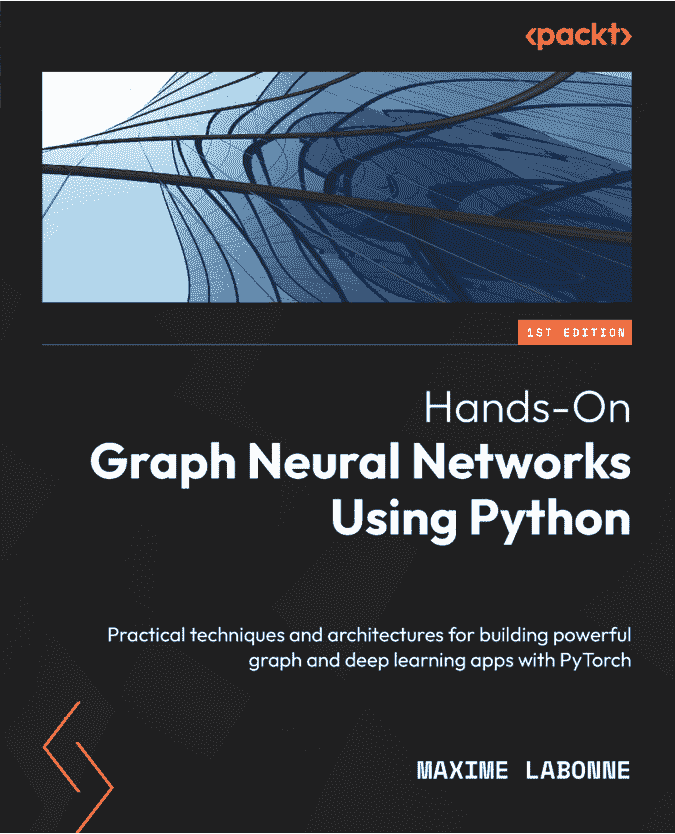 <packt>
1ST EDITION
Hands-On
Graph Neural Networks
Using Python
Practical techniques and architectures for building powerful
graph and deep learning apps with PyTorch
MAXIME LABONNE